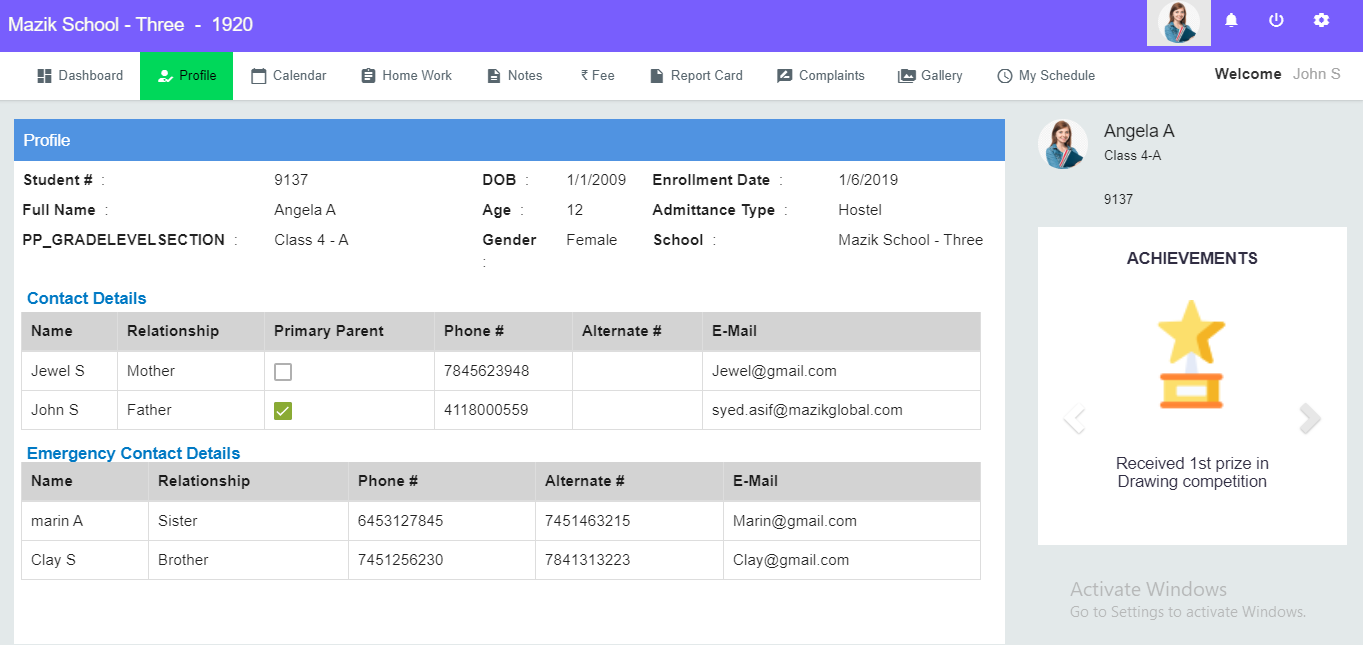 Mazik School - Three - 1920
Dashboard Profile Calendar Home Work Notes ₹ Fee Report Card Complaints Gallery My Schedule Welcome John S
Profile
Student # : 9137 DOB : 1/1/2009 Enrollment Date : 1/6/2019
Full Name : Angela A Age : 12 Admittance Type : Hostel
PP_GRADELEVELSECTION : Class 4 - A Gender : Female School : Mazik School - Three
Contact Details
Name Relationship Primary Parent Phone # Alternate # E-Mail
Jewel S Mother 7845623948 Jewel@gmail.com
John S Father 4118000559 syed.asif@mazikglobal.com
Emergency Contact Details
Name Relationship Phone # Alternate # E-Mail
marin A Sister 6453127845 7451463215 Marin@gmail.com
Clay S Brother 7451256230 7841313223 Clay@gmail.com
Angela A
Class 4-A
9137
ACHIEVEMENTS
Received 1st prize in
Drawing competition
Activate Windows
Go to Settings to activate Windows.